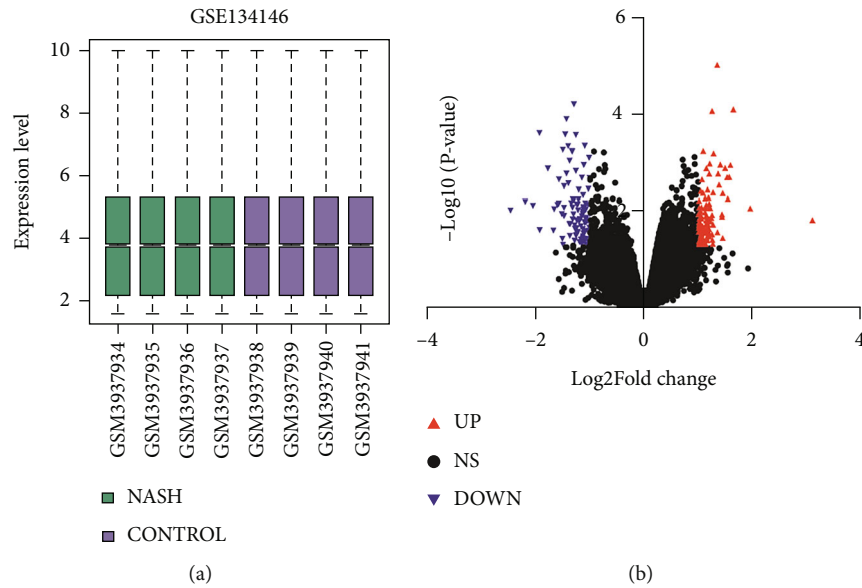 GSE134146
Expression level
10
8
6
4
2
GSM3937934
GSM3937935
GSM3937936
GSM3937937
GSM3937938
GSM3937939
GSM3937940
GSM3937941
NASH
CONTROL
(a)
−Log10 (P-value)
6
4
2
−4
−2
0
2
4
Log2Fold change
UP
NS
DOWN
(b)